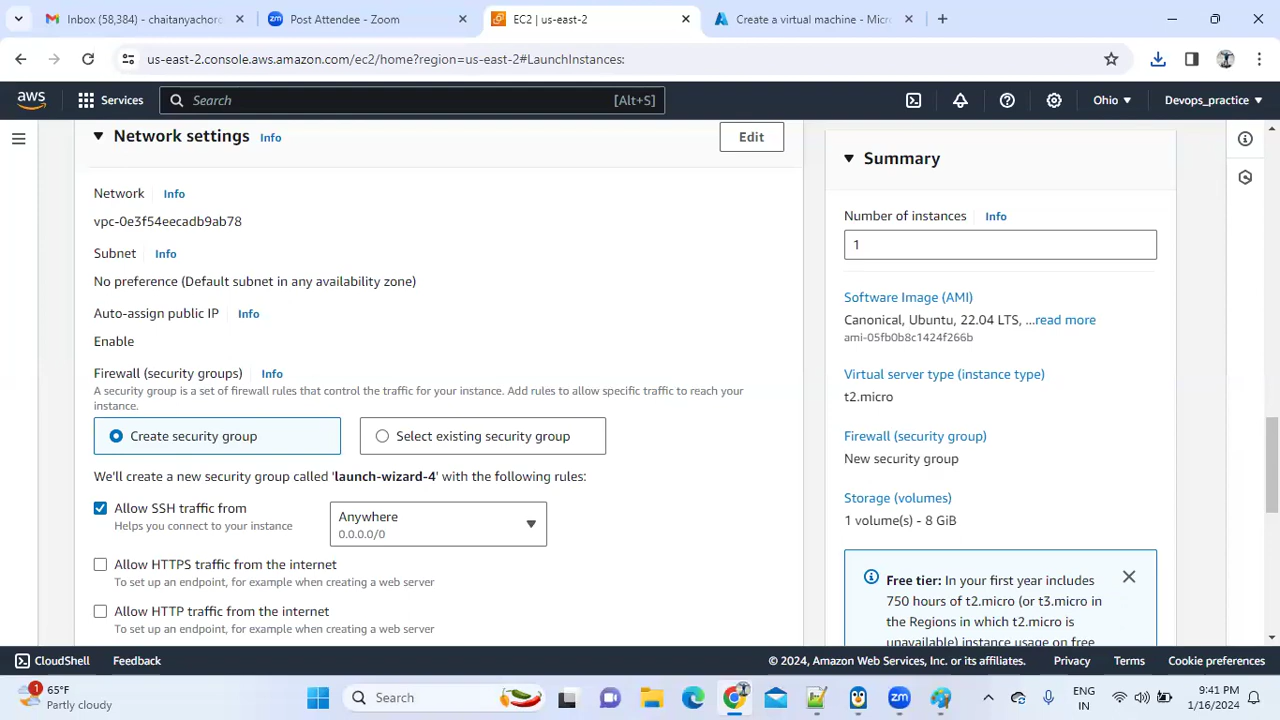 Inbox (58,384) - chaitanyachoro
Post Attendee - Zoom
EC2 | us-east-2
Create a virtual machine - Micr
us-east-2.console.aws.amazon.com/ec2/home?region=us-east-2#LaunchInstances:
aws
Services
Search
[Alt+S]
Ohio
Devops_practice
Network settings
Info
Edit
Network
Info
vpc-0e3f54eecadb9ab78
Subnet
Info
No preference (Default subnet in any availability zone)
Auto-assign public IP
Info
Enable
Firewall (security groups)
Info
A security group is a set of firewall rules that control the traffic for your instance. Add rules to allow specific traffic to reach your
instance.
Create security group
Select existing security group
We'll create a new security group called 'launch-wizard-4' with the following rules:
Allow SSH traffic from
Helps you connect to your instance
Anywhere
0.0.0.0/0
Allow HTTPS traffic from the internet
To set up an endpoint, for example when creating a web server
Allow HTTP traffic from the internet
To set up an endpoint, for example when creating a web server
Summary
Number of instances
Info
1
Software Image (AMI)
Canonical, Ubuntu, 22.04 LTS, ...read more
ami-05fb0b8c1424f266b
Virtual server type (instance type)
t2.micro
Firewall (security group)
New security group
Storage (volumes)
1 volume(s) - 8 GiB
Free tier: In your first year includes
750 hours of t2.micro (or t3.micro in
the Regions in which t2.micro is
unavailable) instance usage on free
CloudShell
Feedback
© 2024, Amazon Web Services, Inc. or its affiliates.
Privacy
Terms
Cookie preferences
1
65°F
Partly cloudy
Search
zm
ENG
IN
9:41 PM
1/16/2024